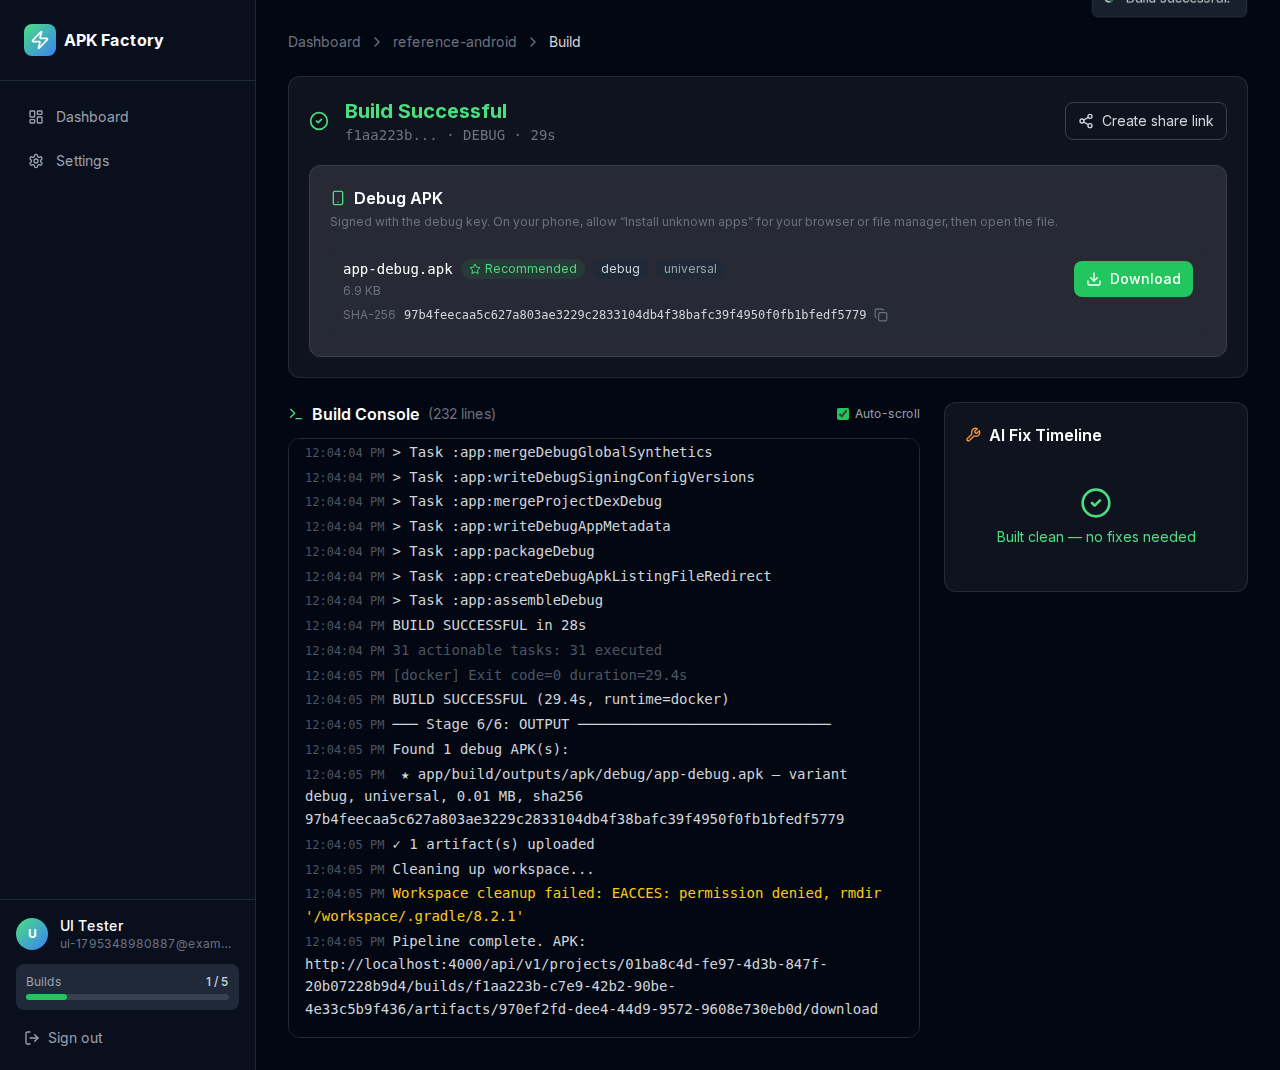 Build successful!
APK Factory
Dashboard
Settings
Dashboard > reference-android > Build
Build Successful
f1aa223b... · DEBUG · 29s
Create share link
Debug APK
Signed with the debug key. On your phone, allow “Install unknown apps” for your browser or file manager, then open the file.
app-debug.apk Recommended debug universal
6.9 KB
SHA-256 97b4feecaa5c627a803ae3229c2833104db4f38bafc39f4950f0fb1bfedf5779
Download
Build Console (232 lines)
Auto-scroll
12:04:04 PM > Task :app:mergeDebugGlobalSynthetics
12:04:04 PM > Task :app:writeDebugSigningConfigVersions
12:04:04 PM > Task :app:mergeProjectDexDebug
12:04:04 PM > Task :app:writeDebugAppMetadata
12:04:04 PM > Task :app:packageDebug
12:04:04 PM > Task :app:createDebugApkListingFileRedirect
12:04:04 PM > Task :app:assembleDebug
12:04:04 PM BUILD SUCCESSFUL in 28s
12:04:04 PM 31 actionable tasks: 31 executed
12:04:05 PM [docker] Exit code=0 duration=29.4s
12:04:05 PM BUILD SUCCESSFUL (29.4s, runtime=docker)
12:04:05 PM ─── Stage 6/6: OUTPUT ──────────────────────────────
12:04:05 PM Found 1 debug APK(s):
12:04:05 PM ★ app/build/outputs/apk/debug/app-debug.apk — variant
debug, universal, 0.01 MB, sha256
97b4feecaa5c627a803ae3229c2833104db4f38bafc39f4950f0fb1bfedf5779
12:04:05 PM ✓ 1 artifact(s) uploaded
12:04:05 PM Cleaning up workspace...
12:04:05 PM Workspace cleanup failed: EACCES: permission denied, rmdir
'/workspace/.gradle/8.2.1'
12:04:05 PM Pipeline complete. APK:
http://localhost:4000/api/v1/projects/01ba8c4d-fe97-4d3b-847f-
20b07228b9d4/builds/f1aa223b-c7e9-42b2-90be-
4e33c5b9f436/artifacts/970ef2fd-dee4-44d9-9572-9608e730eb0d/download
AI Fix Timeline
Built clean — no fixes needed
U
UI Tester
ui-1795348980887@exam...
Builds 1 / 5
Sign out